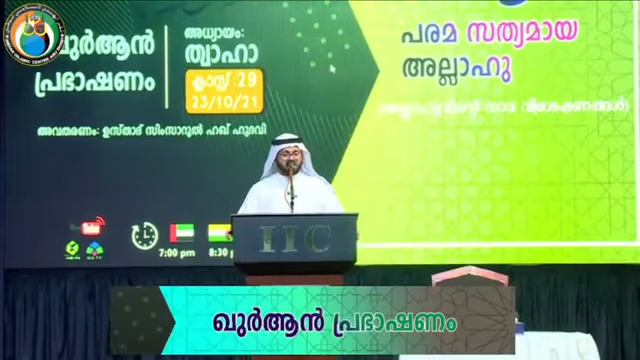 ഖുർആൻ
പ്രഭാഷണം
അധ്യായം:
ത്വാഹാ
ക്ലാസ്സ് :29
23/10/21
അവതരണം: ഉസ്താദ് സിംസാറുൽ ഹഖ് ഹുദവി
പരമ സത്യമായ
അല്ലാഹു
7:00 pm
8:30
IIC
ഖുർആൻ പ്രഭാഷണം